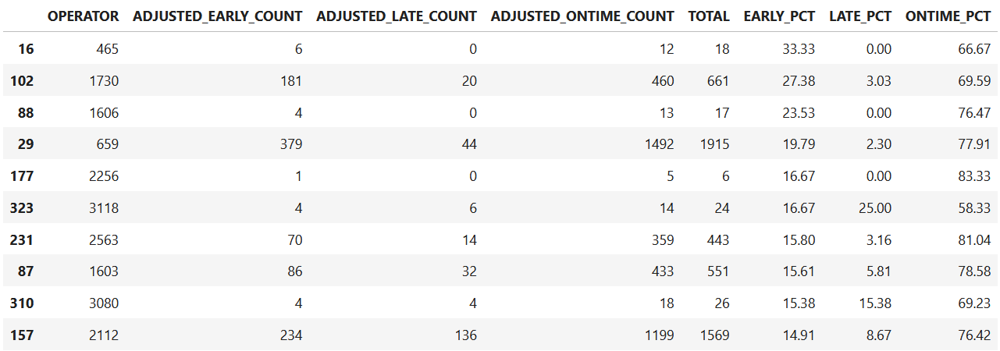 OPERATOR ADJUSTED_EARLY_COUNT ADJUSTED_LATE_COUNT ADJUSTED_ONTIME_COUNT TOTAL EARLY_PCT LATE_PCT ONTIME_PCT
16 465 6 0 12 18 33.33 0.00 66.67
102 1730 181 20 460 661 27.38 3.03 69.59
88 1606 4 0 13 17 23.53 0.00 76.47
29 659 379 44 1492 1915 19.79 2.30 77.91
177 2256 1 0 5 6 16.67 0.00 83.33
323 3118 4 6 14 24 16.67 25.00 58.33
231 2563 70 14 359 443 15.80 3.16 81.04
87 1603 86 32 433 551 15.61 5.81 78.58
310 3080 4 4 18 26 15.38 15.38 69.23
157 2112 234 136 1199 1569 14.91 8.67 76.42